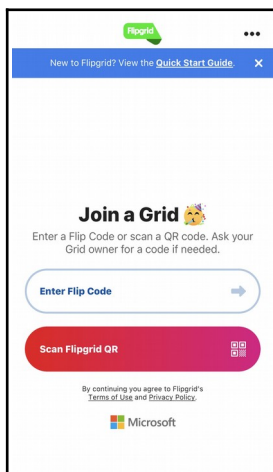 Flipgrid
New to Flipgrid? View the Quick Start Guide.
Join a Grid
Enter a Flip Code or scan a QR code. Ask your
Grid owner for a code if needed.
Enter Flip Code
Scan Flipgrid QR
By continuing you agree to Flipgrid's
Terms of Use and Privacy Policy.
Microsoft